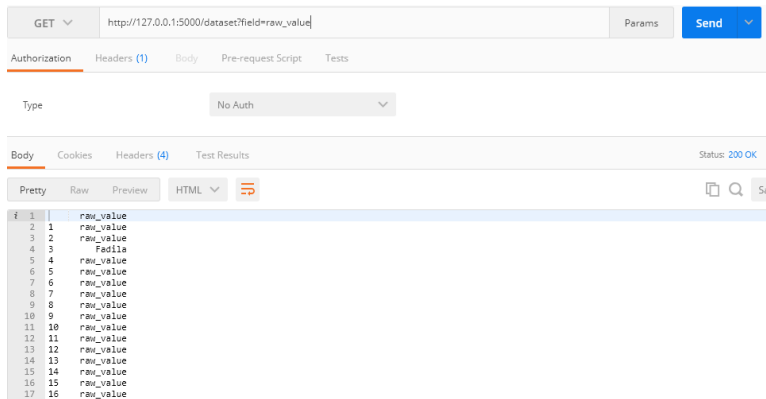 GET http://127.0.0.1:5000/dataset?field=raw_value Params Send
Authorization Headers (1) Body Pre-request Script Tests
Type No Auth
Body Cookies Headers (4) Test Results Status: 200 OK
Pretty Raw Preview HTML
i 1 raw_value
2 1 raw_value
3 2 raw_value
4 3 Fadila
5 4 raw_value
6 5 raw_value
7 6 raw_value
8 7 raw_value
9 8 raw_value
10 9 raw_value
11 10 raw_value
12 11 raw_value
13 12 raw_value
14 13 raw_value
15 14 raw_value
16 15 raw_value
17 16 raw_value